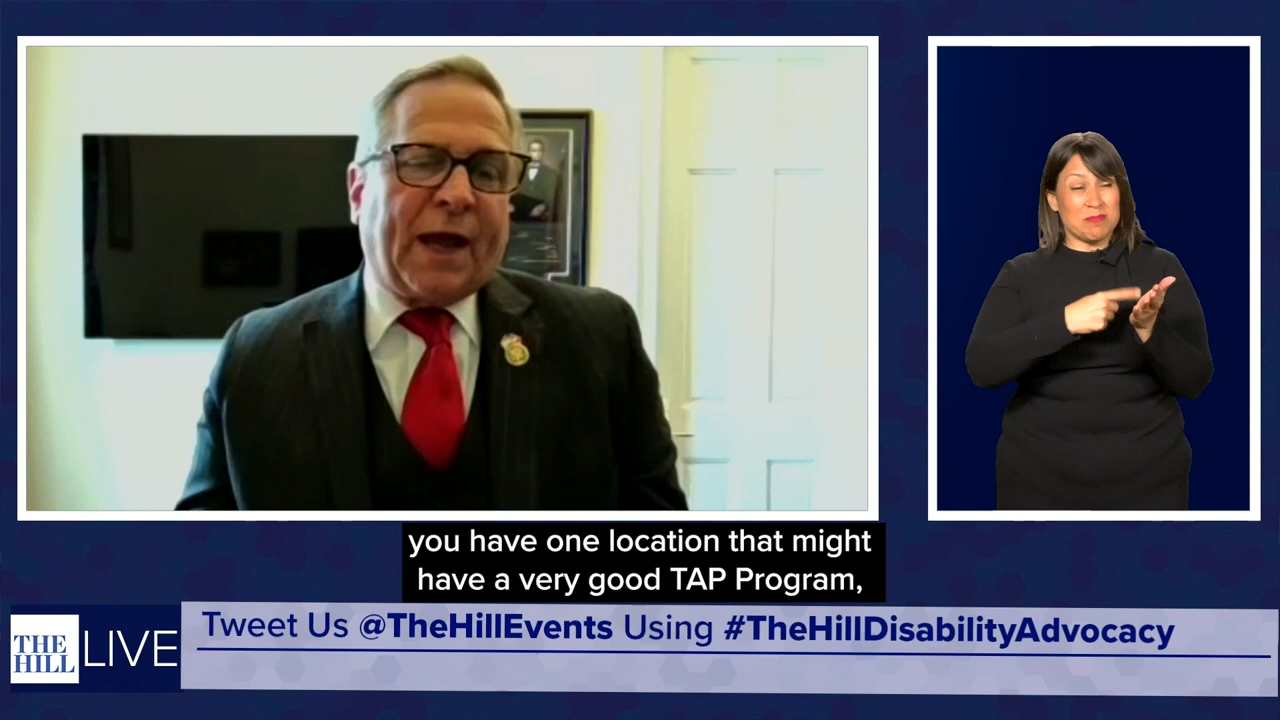 you have one location that might
have a very good TAP Program,
THE
HILL
LIVE
Tweet Us @TheHillEvents Using #TheHillDisabilityAdvocacy